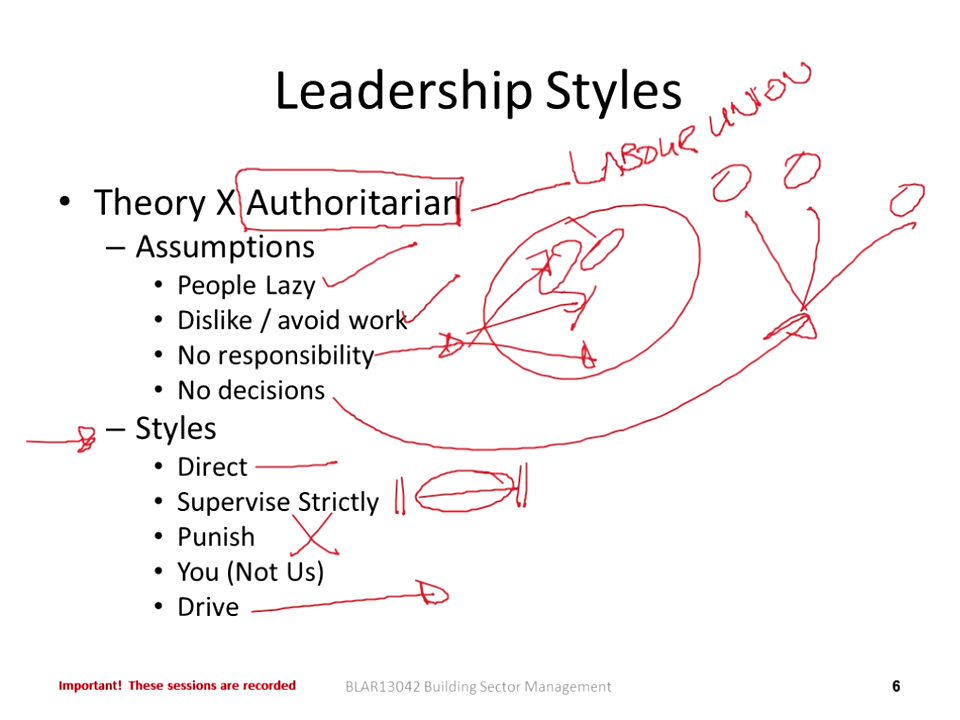 Leadership Styles
LABOUR UNION
• Theory X Authoritarian
– Assumptions
• People Lazy
• Dislike / avoid work
• No responsibility
• No decisions
– Styles
• Direct
• Supervise Strictly
• Punish
• You (Not Us)
• Drive
Important! These sessions are recorded
BLAR13042 Building Sector Management
6